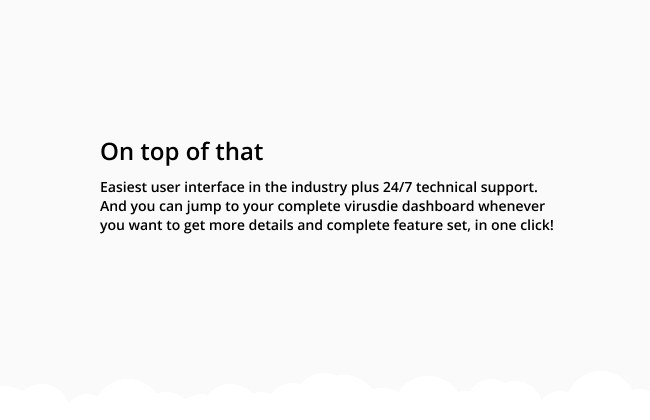 On top of that
Easiest user interface in the industry plus 24/7 technical support.
And you can jump to your complete virusdie dashboard whenever
you want to get more details and complete feature set, in one click!